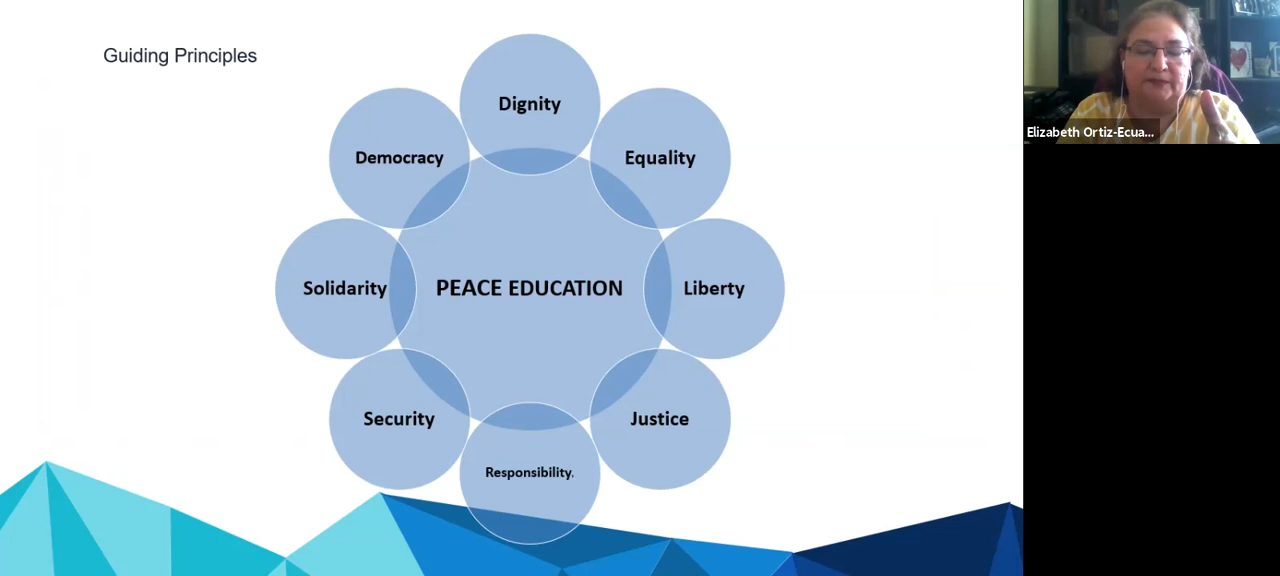 Guiding Principles
Dignity
Democracy
Equality
Solidarity
PEACE EDUCATION
Liberty
Security
Justice
Responsibility.
Elizabeth Ortiz-Ecua...